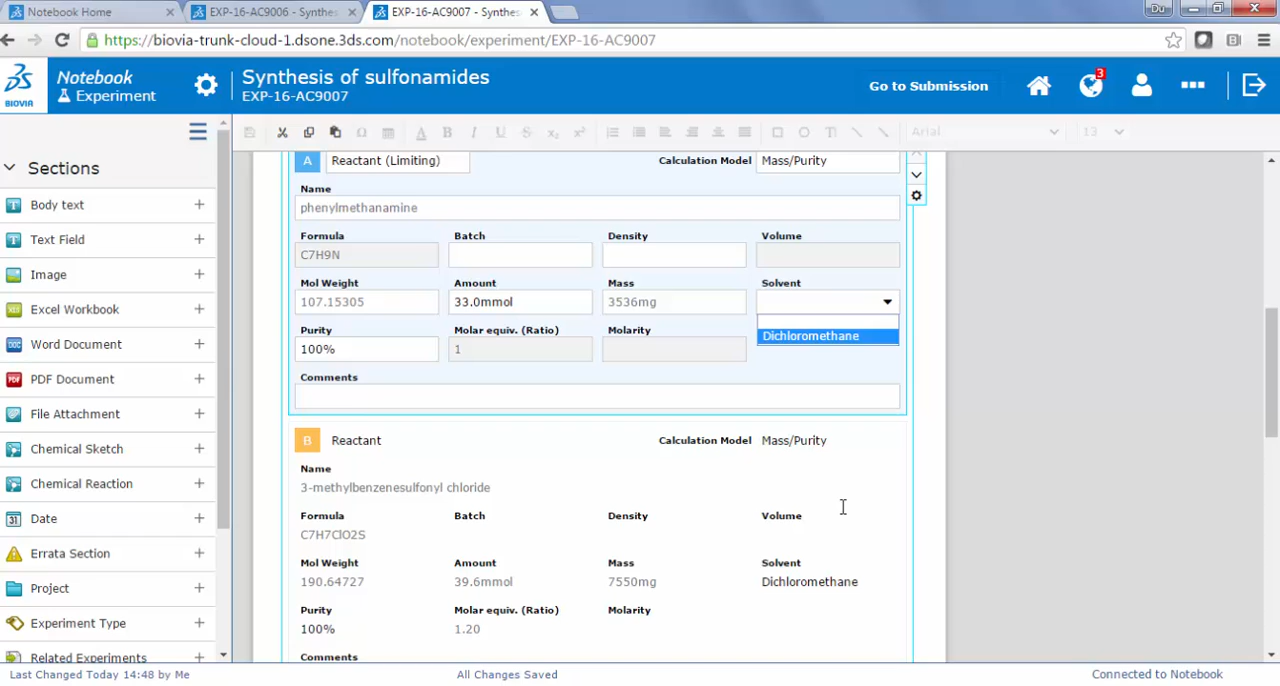 Notebook Home
EXP-16-AC9006 - Synthes
EXP-16-AC9007 - Synthes
Du
https://biovia-trunk-cloud-1.dsone.3ds.com/notebook/experiment/EXP-16-AC9007
BIOVIA
Notebook
Experiment
Synthesis of sulfonamides
EXP-16-AC9007
Go to Submission
3
Arial 13
Sections
Body text
Text Field
Image
Excel Workbook
Word Document
PDF Document
File Attachment
Chemical Sketch
Chemical Reaction
Date
Errata Section
Project
Experiment Type
Related Experiments
A Reactant (Limiting) Calculation Model Mass/Purity
Name
phenylmethanamine
Formula Batch Density Volume
C7H9N
Mol Weight Amount Mass Solvent
107.15305 33.0mmol 3536mg
Purity Molar equiv. (Ratio) Molarity
Dichloromethane
100% 1
Comments
B Reactant Calculation Model Mass/Purity
Name
3-methylbenzenesulfonyl chloride
Formula Batch Density Volume
C7H7ClO2S
Mol Weight Amount Mass Solvent
190.64727 39.6mmol 7550mg Dichloromethane
Purity Molar equiv. (Ratio) Molarity
100% 1.20
Comments
Last Changed Today 14:48 by Me All Changes Saved Connected to Notebook